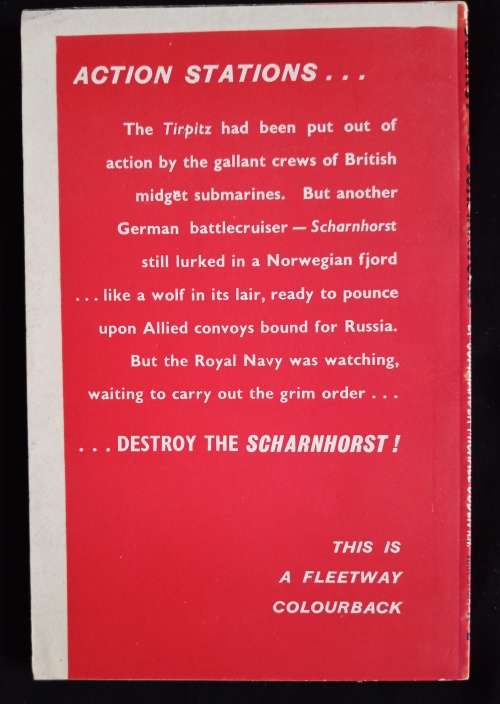 ACTION STATIONS . . .
The Tirpitz had been put out of
action by the gallant crews of British
midget submarines. But another
German battlecruiser — Scharnhorst
still lurked in a Norwegian fjord
. . . like a wolf in its lair, ready to pounce
upon Allied convoys bound for Russia.
But the Royal Navy was watching,
waiting to carry out the grim order . . .
. . . DESTROY THE SCHARNHORST !
THIS IS
A FLEETWAY
COLOURBACK